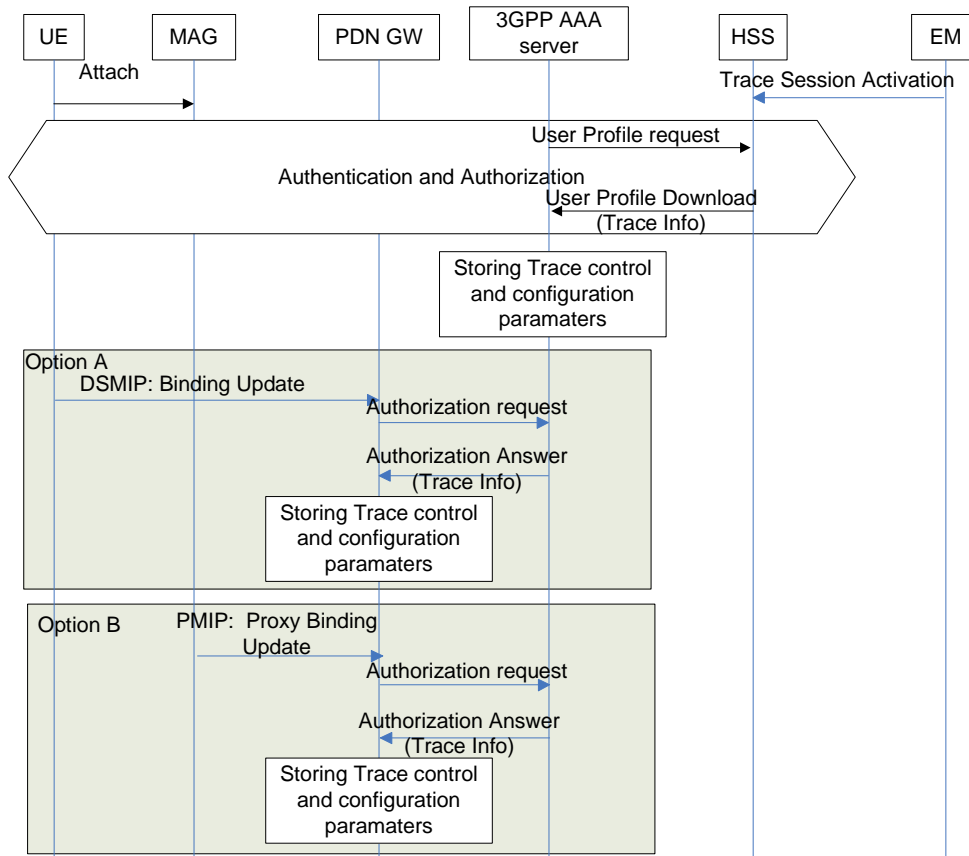 UE
MAG
PDN GW
3GPP AAA
server
HSS
EM
Attach
Trace Session Activation
User Profile request
Authentication and Authorization
User Profile Download
(Trace Info)
Storing Trace control
and configuration
paramaters
Option A
DSMIP: Binding Update
Authorization request
Authorization Answer
(Trace Info)
Storing Trace control
and configuration
paramaters
Option B
PMIP:  Proxy Binding
Update
Authorization request
Authorization Answer
(Trace Info)
Storing Trace control
and configuration
paramaters